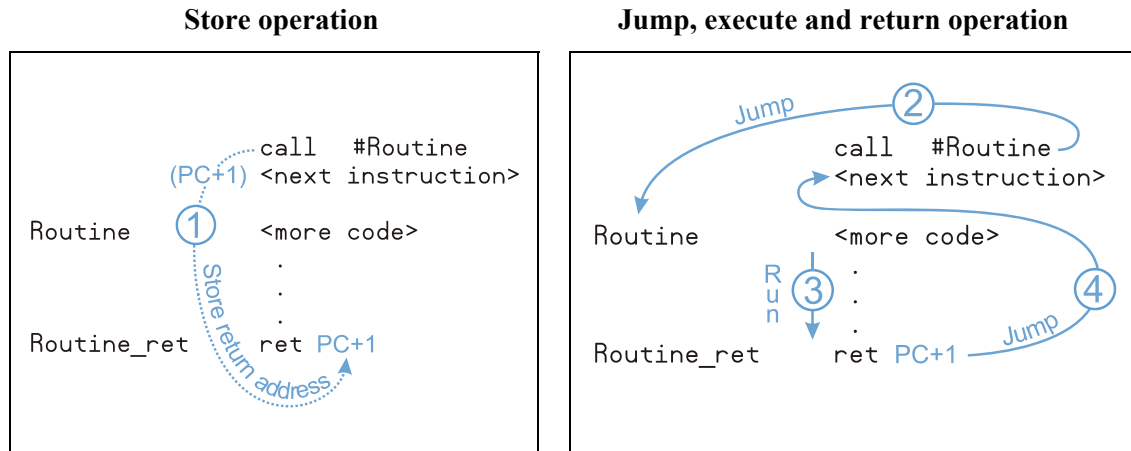 Store operation
call #Routine
(PC+1) <next instruction>
1
Routine <more code>
.
.
.
Store return address
Routine_ret ret PC+1
Jump, execute and return operation
2
Jump
call #Routine
<next instruction>
Routine <more code>
.
.
.
Run
3
4
Routine_ret ret PC+1
Jump